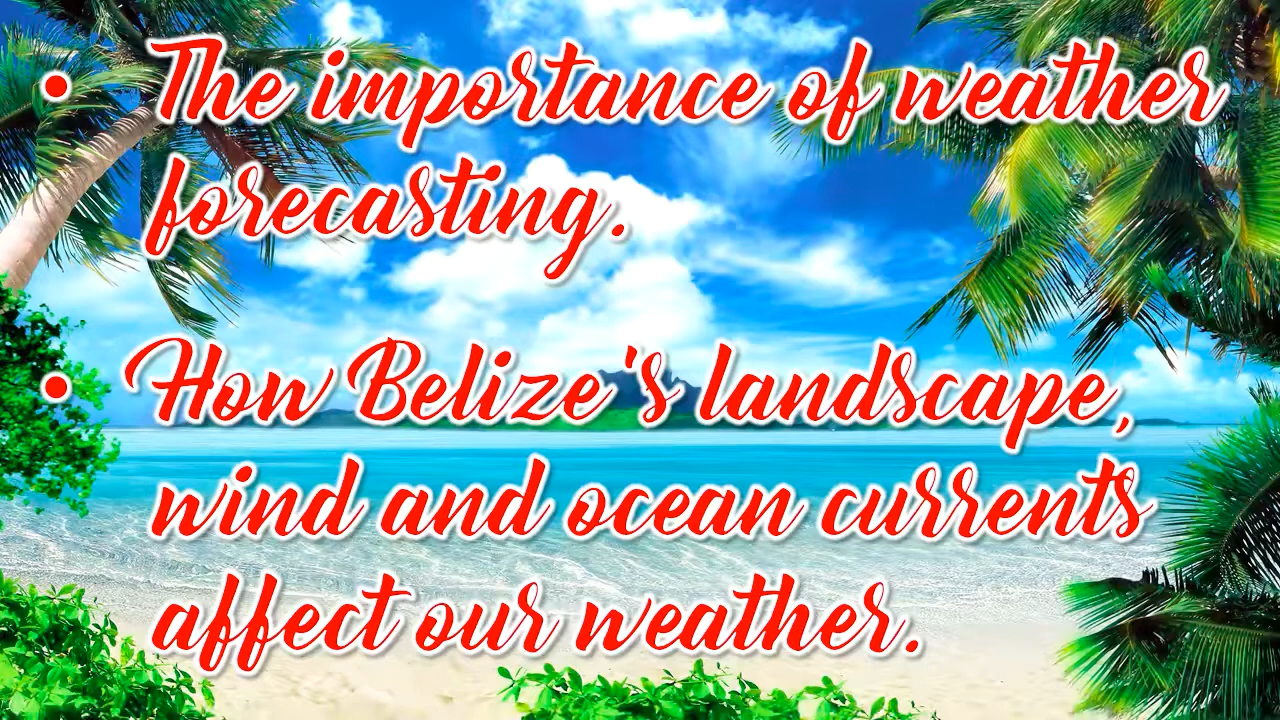 • The importance of weather
forecasting.
• How Belize's landscape,
wind and ocean currents
affect our weather.